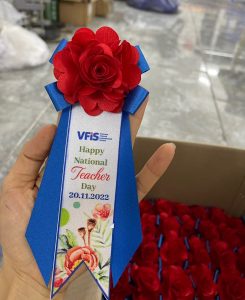 VFIS
Happy
National
Teacher
Day
20.11.2022